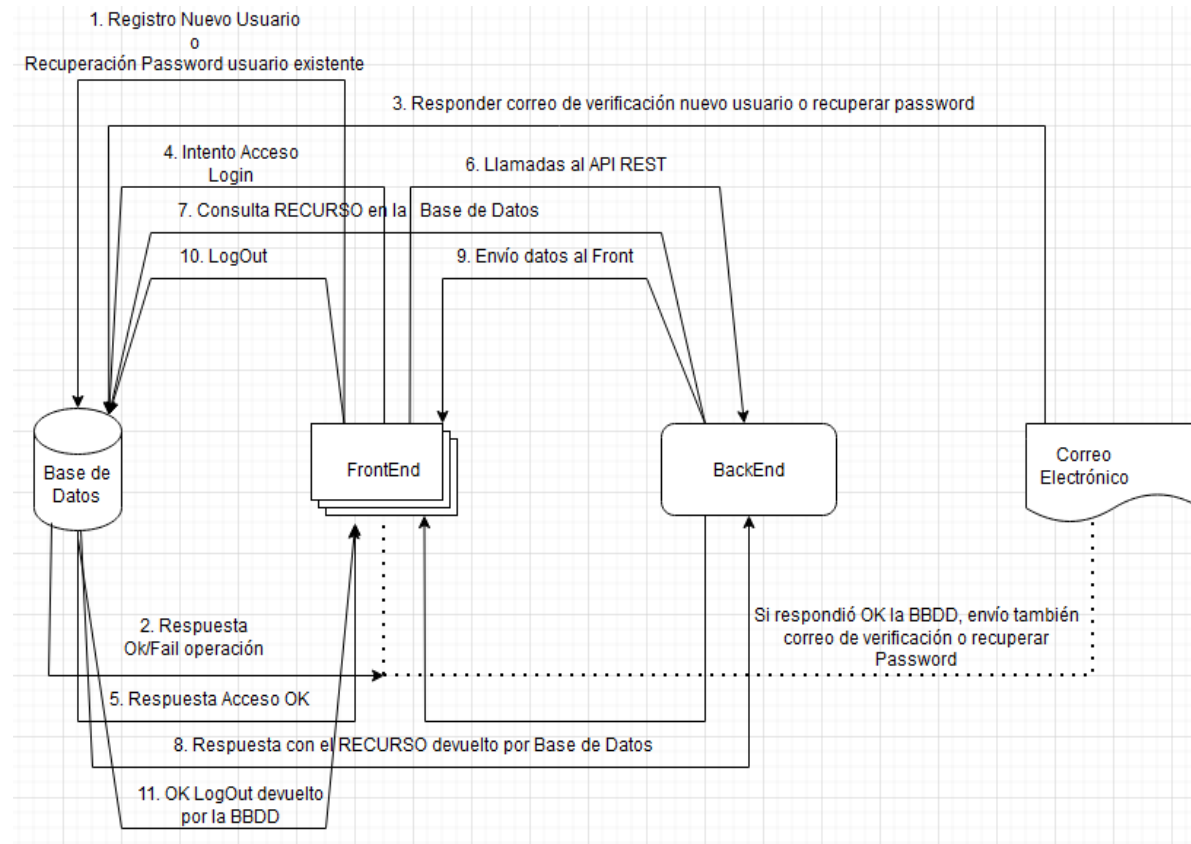 1. Registro Nuevo Usuario
o
Recuperación Password usuario existente
3. Responder correo de verificación nuevo usuario o recuperar password
4. Intento Acceso
Login
6. Llamadas al API REST
7. Consulta RECURSO en la Base de Datos
10. LogOut
9. Envío datos al Front
Base de
Datos
FrontEnd
BackEnd
Correo
Electrónico
2. Respuesta
Ok/Fail operación
Si respondió OK la BBDD, envío también
correo de verificación o recuperar
Password
5. Respuesta Acceso OK
8. Respuesta con el RECURSO devuelto por Base de Datos
11. OK LogOut devuelto
por la BBDD